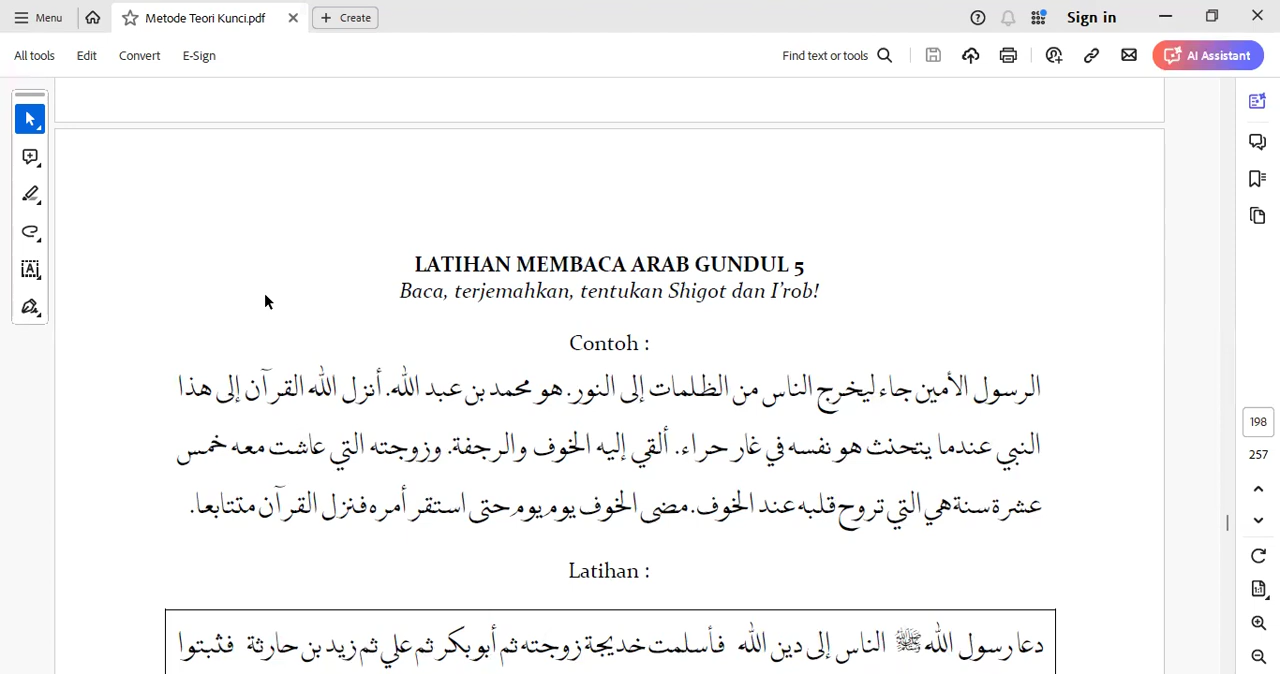 Menu
Metode Teori Kunci.pdf
Create
Sign in
All tools
Edit
Convert
E-Sign
Find text or tools
AI Assistant
LATIHAN MEMBACA ARAB GUNDUL 5
Baca, terjemahkan, tentukan Shigot dan I'rob!
Contoh :
الرسول الأمين جاء ليخرج الناس من الظلمات إلى النور. هو محمد بن عبد الله. أنزل الله القرآن إلى هذا
النبي عندما يتحنث هو نفسه في غار حراء. ألقي إليه الخوف والرجفة. وزوجته التي عاشت معه خمس
عشرة سنة هي التي تروح قلبه عند الخوف. مضى الخوف يوم يوم حتى استقر أمره فنزل القرآن متتابعا.
Latihan :
دعا رسول الله ﷺ الناس إلى دين الله فأسلمت خديجة زوجته ثم أبو بكر ثم علي ثم زيد بن حارثة فثبتوا
198
257
1:1